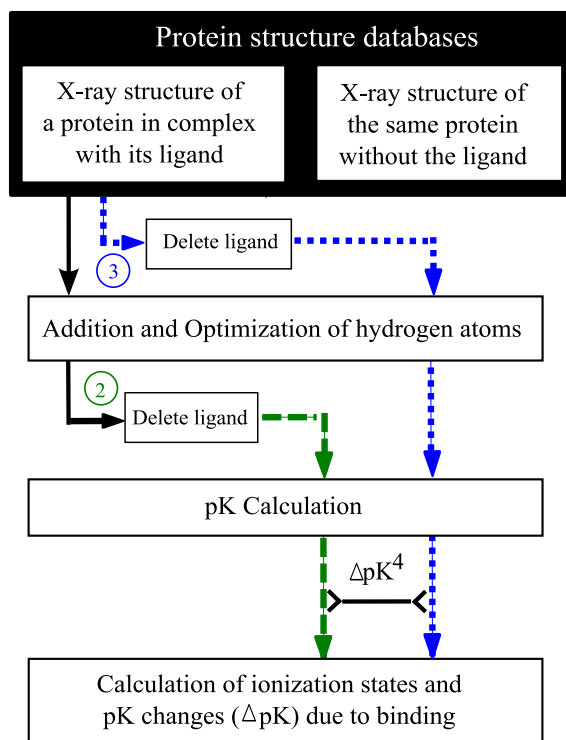 Protein structure databases
X-ray structure of
a protein in complex
with its ligand
X-ray structure of
the same protein
without the ligand
Delete ligand
3
Addition and Optimization of hydrogen atoms
2
Delete ligand
pK Calculation
ΔpK⁴
Calculation of ionization states and
pK changes (ΔpK) due to binding